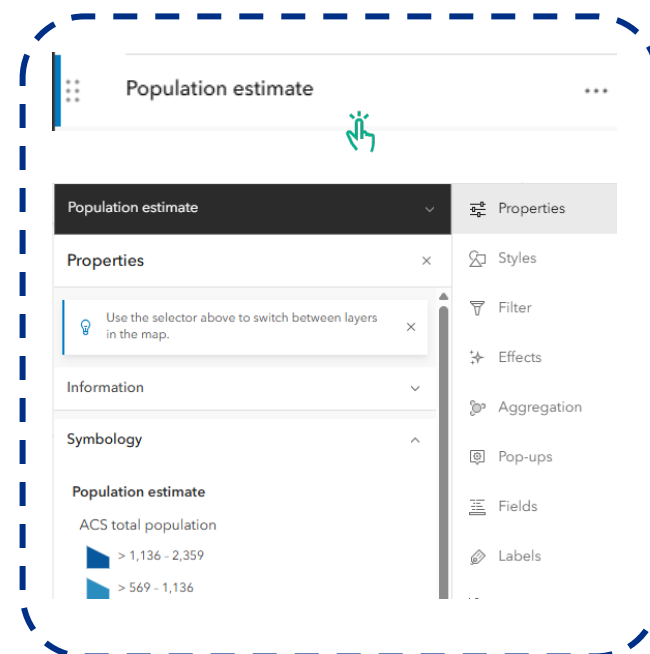 Population estimate
Population estimate
Properties
Properties
Styles
Use the selector above to switch between layers
in the map.
Filter
Effects
Information
Aggregation
Symbology
Pop-ups
Population estimate
Fields
ACS total population
> 1,136 - 2,359
Labels
> 569 - 1,136